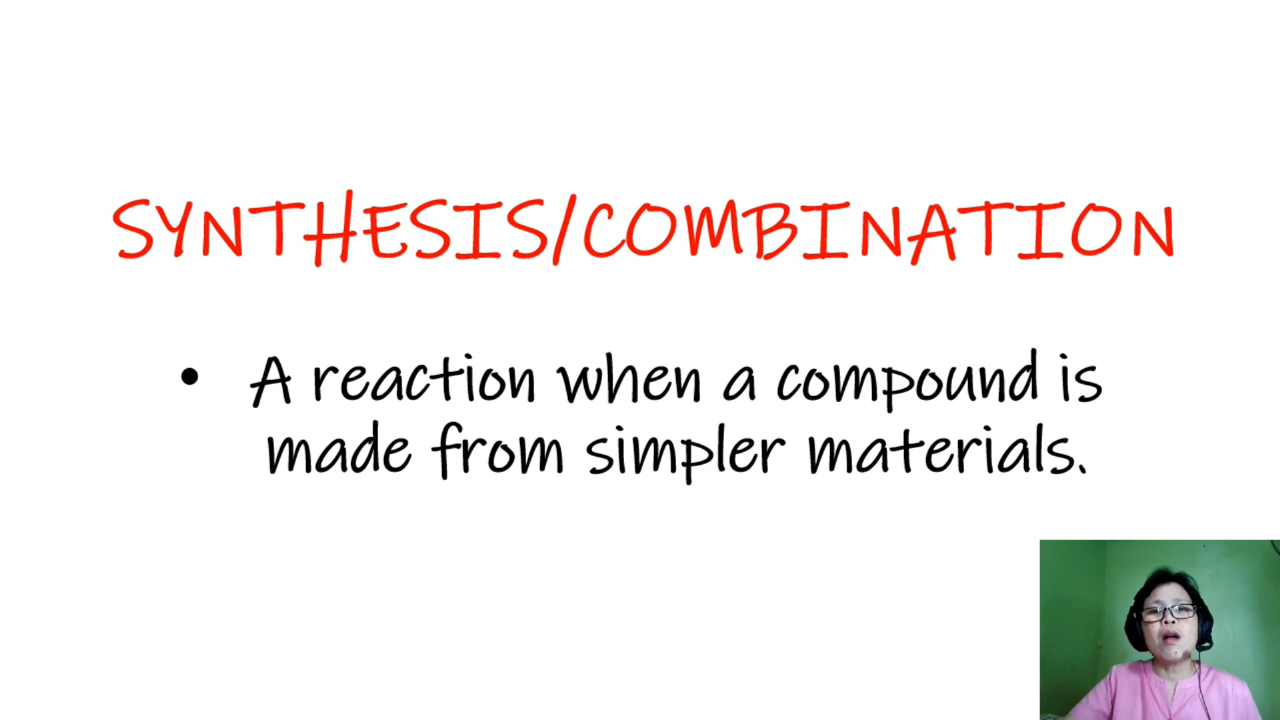 SYNTHESIS/COMBINATION
• A reaction when a compound is
made from simpler materials.